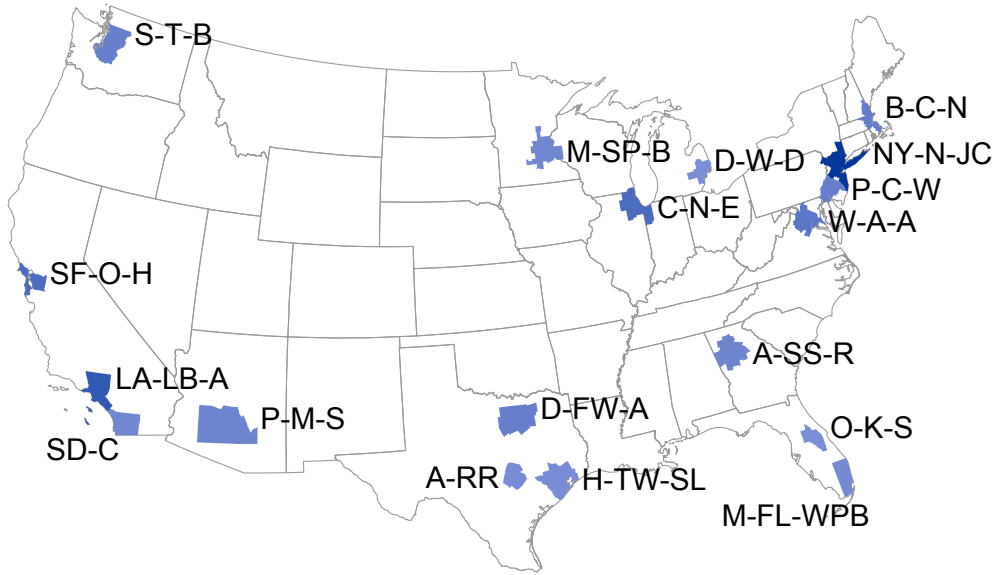 S-T-B
B-C-N
M-SP-B
D-W-D
NY-N-JC
P-C-W
C-N-E
W-A-A
SF-O-H
A-SS-R
LA-LB-A
P-M-S
D-FW-A
O-K-S
SD-C
A-RR
H-TW-SL
M-FL-WPB